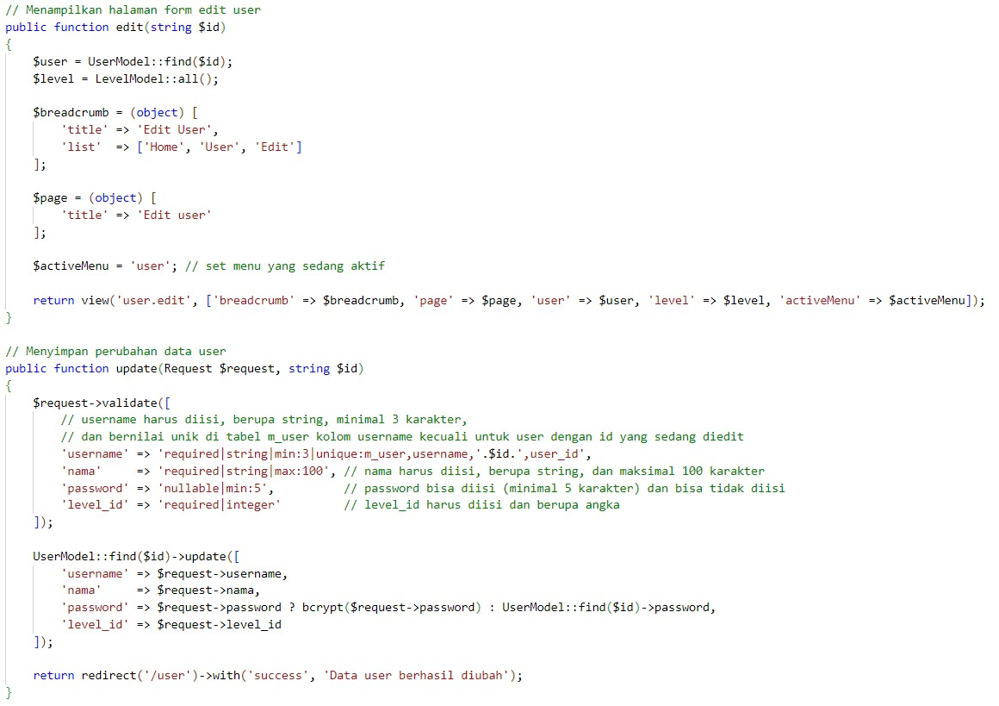 // Menampilkan halaman form edit user
public function edit(string $id)
{
    $user = UserModel::find($id);
    $level = LevelModel::all();

    $breadcrumb = (object) [
        'title' => 'Edit User',
        'list'  => ['Home', 'User', 'Edit']
    ];

    $page = (object) [
        'title' => 'Edit user'
    ];

    $activeMenu = 'user'; // set menu yang sedang aktif

    return view('user.edit', ['breadcrumb' => $breadcrumb, 'page' => $page, 'user' => $user, 'level' => $level, 'activeMenu' => $activeMenu]);
}

// Menyimpan perubahan data user
public function update(Request $request, string $id)
{
    $request->validate([
        // username harus diisi, berupa string, minimal 3 karakter,
        // dan bernilai unik di tabel m_user kolom username kecuali untuk user dengan id yang sedang diedit
        'username' => 'required|string|min:3|unique:m_user,username,'.$id.',user_id',
        'nama'     => 'required|string|max:100', // nama harus diisi, berupa string, dan maksimal 100 karakter
        'password' => 'nullable|min:5',          // password bisa diisi (minimal 5 karakter) dan bisa tidak diisi
        'level_id' => 'required|integer'         // level_id harus diisi dan berupa angka
    ]);

    UserModel::find($id)->update([
        'username' => $request->username,
        'nama'     => $request->nama,
        'password' => $request->password ? bcrypt($request->password) : UserModel::find($id)->password,
        'level_id' => $request->level_id
    ]);

    return redirect('/user')->with('success', 'Data user berhasil diubah');
}